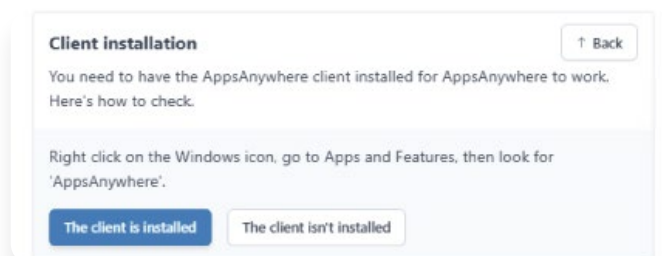 Client installation
↑ Back
You need to have the AppsAnywhere client installed for AppsAnywhere to work.
Here's how to check.
Right click on the Windows icon, go to Apps and Features, then look for
'AppsAnywhere'.
The client is installed
The client isn't installed